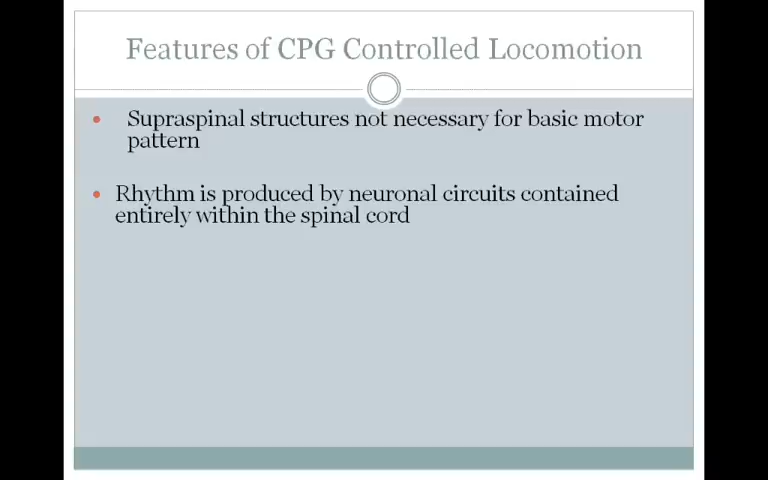 Features of CPG Controlled Locomotion
• Supraspinal structures not necessary for basic motor
pattern
• Rhythm is produced by neuronal circuits contained
entirely within the spinal cord